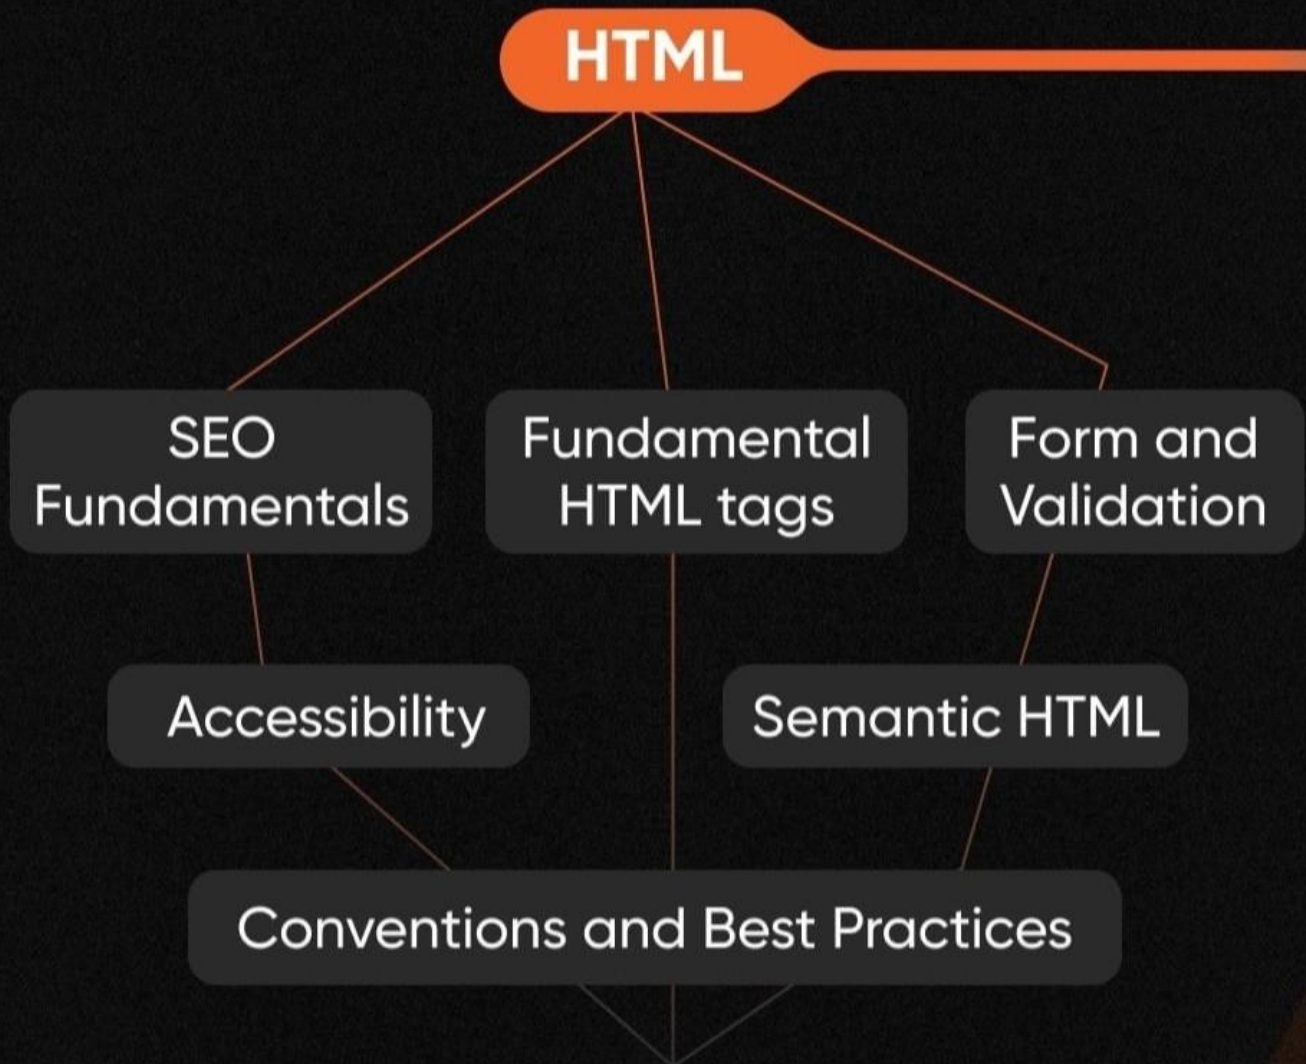 HTML
SEO
Fundamentals
Fundamental
HTML tags
Form and
Validation
Accessibility
Semantic HTML
Conventions and Best Practices